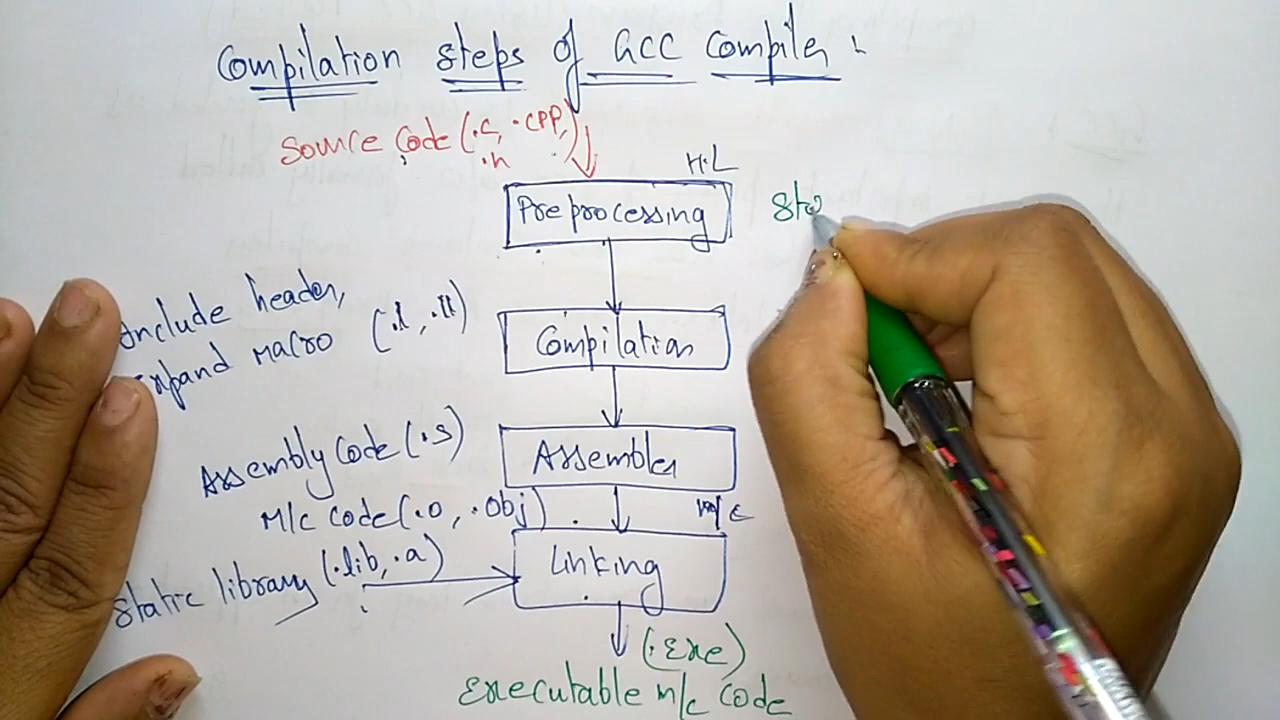 Compilation steps of GCC Compiler :
Source Code (.c, .cpp,
.h )
H.L
Preprocessing
Ste
Include header,
expand Macro (.i, .ii)
Compilation
Assembly Code (.s)
Assembler
M/c code (.o, .obj)
m/c
static library (.lib, .a)
Linking
(.exe)
Executable m/c code